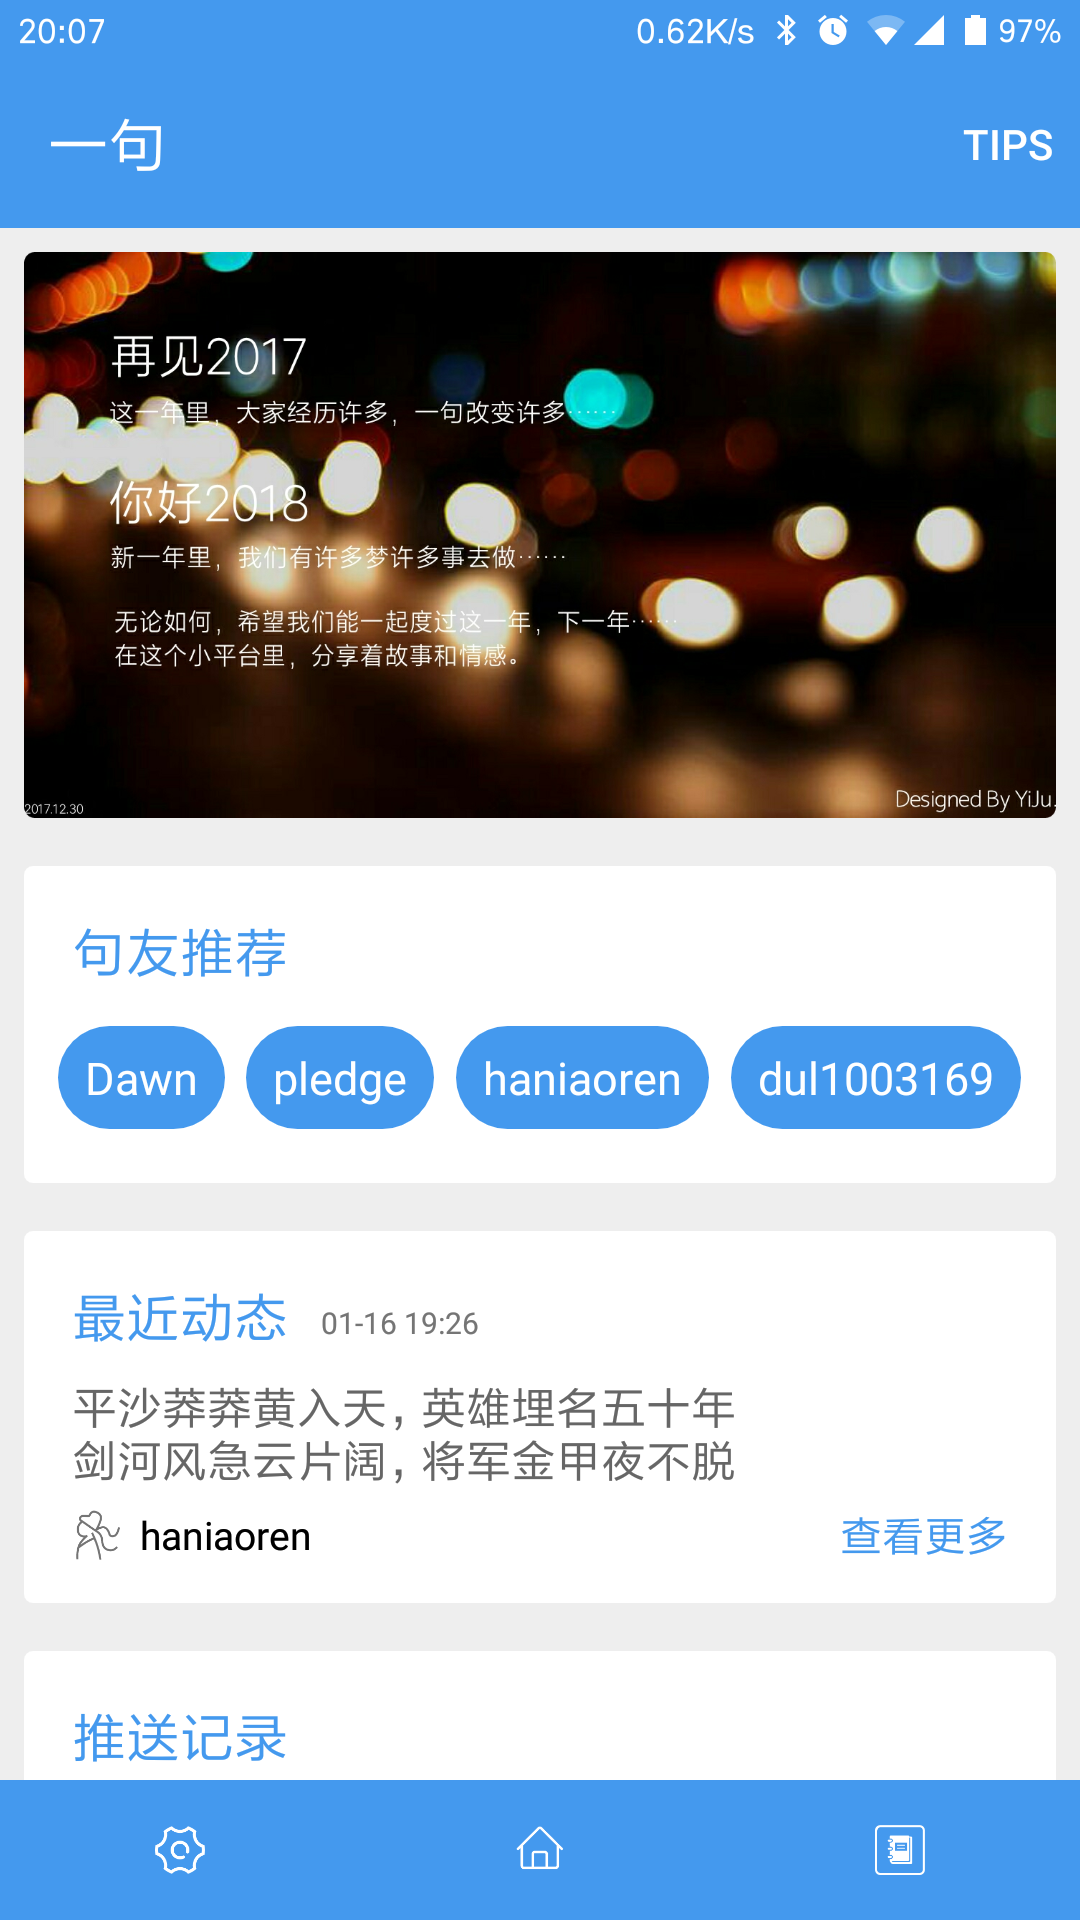 20:07
0.62K/s 97%
一句
TIPS
再见2017
这一年里，大家经历许多，一句改变许多……
你好2018
新一年里，我们有许多梦许多事去做……
无论如何，希望我们能一起度过这一年，下一年……
在这个小平台里，分享着故事和情感。
2017.12.30
Designed By YiJu.
句友推荐
Dawn
pledge
haniaoren
dul1003169
最近动态 01-16 19:26
平沙莽莽黄入天，英雄埋名五十年
剑河风急云片阔，将军金甲夜不脱
haniaoren
查看更多
推送记录